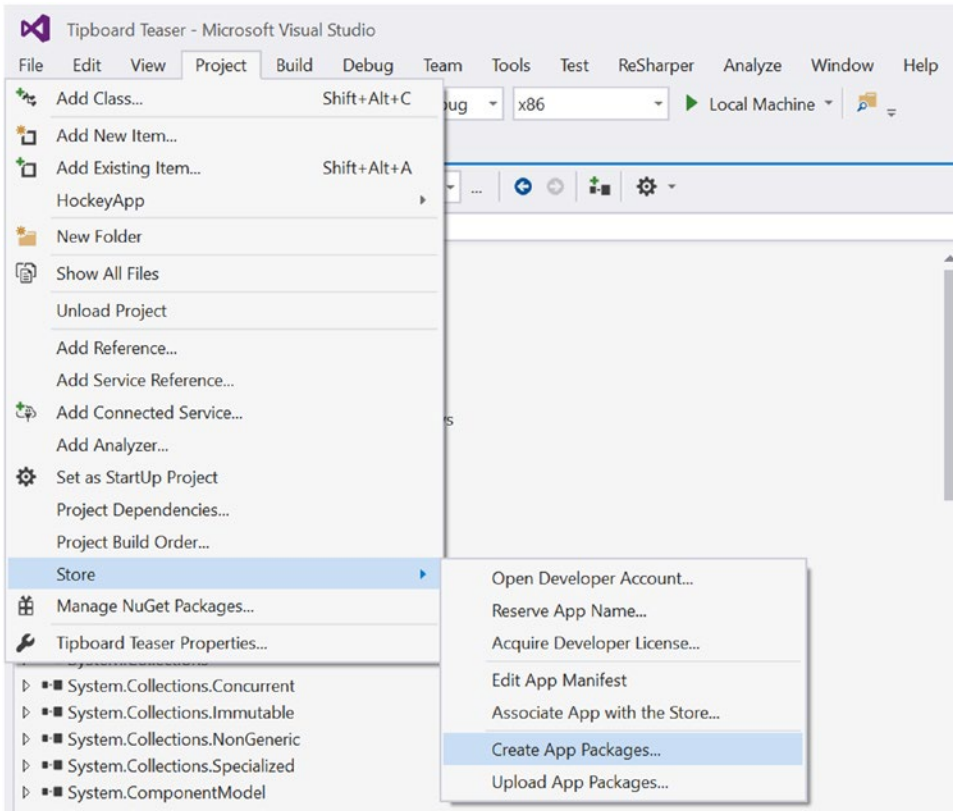 Tipboard Teaser - Microsoft Visual Studio
File Edit View Project Build Debug Team Tools Test ReSharper Analyze Window Help
Add Class... Shift+Alt+C
x86 Local Machine
Add New Item...
Add Existing Item... Shift+Alt+A
...
HockeyApp
New Folder
Show All Files
Unload Project
Add Reference...
Add Service Reference...
Add Connected Service...
Add Analyzer...
Set as StartUp Project
Project Dependencies...
Project Build Order...
Store
Manage NuGet Packages...
Tipboard Teaser Properties...
Open Developer Account...
Reserve App Name...
Acquire Developer License...
Edit App Manifest
Associate App with the Store...
Create App Packages...
Upload App Packages...
System.Collections.Concurrent
System.Collections.Immutable
System.Collections.NonGeneric
System.Collections.Specialized
System.ComponentModel